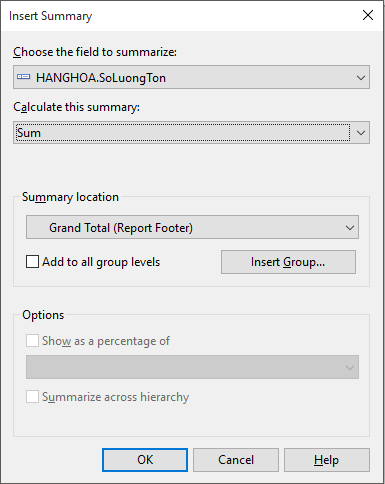 Insert Summary
Choose the field to summarize:
HANGHOA.SoLuongTon
Calculate this summary:
Sum
Summary location
Grand Total (Report Footer)
Add to all group levels
Insert Group...
Options
Show as a percentage of
Summarize across hierarchy
OK Cancel Help